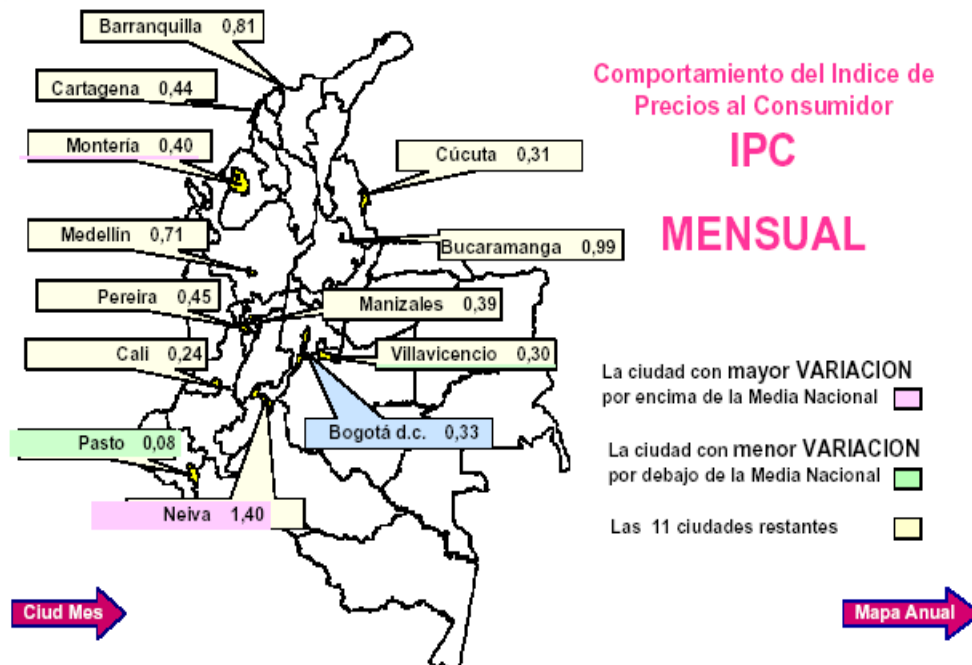 Barranquilla 0,81
Cartagena 0,44
Montería 0,40
Cúcuta 0,31
Medellín 0,71
Bucaramanga 0,99
Pereira 0,45
Manizales 0,39
Cali 0,24
Villavicencio 0,30
Pasto 0,08
Bogotá d.c. 0,33
Neiva 1,40
Comportamiento del Indice de
Precios al Consumidor
IPC
MENSUAL
La ciudad con mayor VARIACION
por encima de la Media Nacional
La ciudad con menor VARIACION
por debajo de la Media Nacional
Las 11 ciudades restantes
Ciud Mes
Mapa Anual